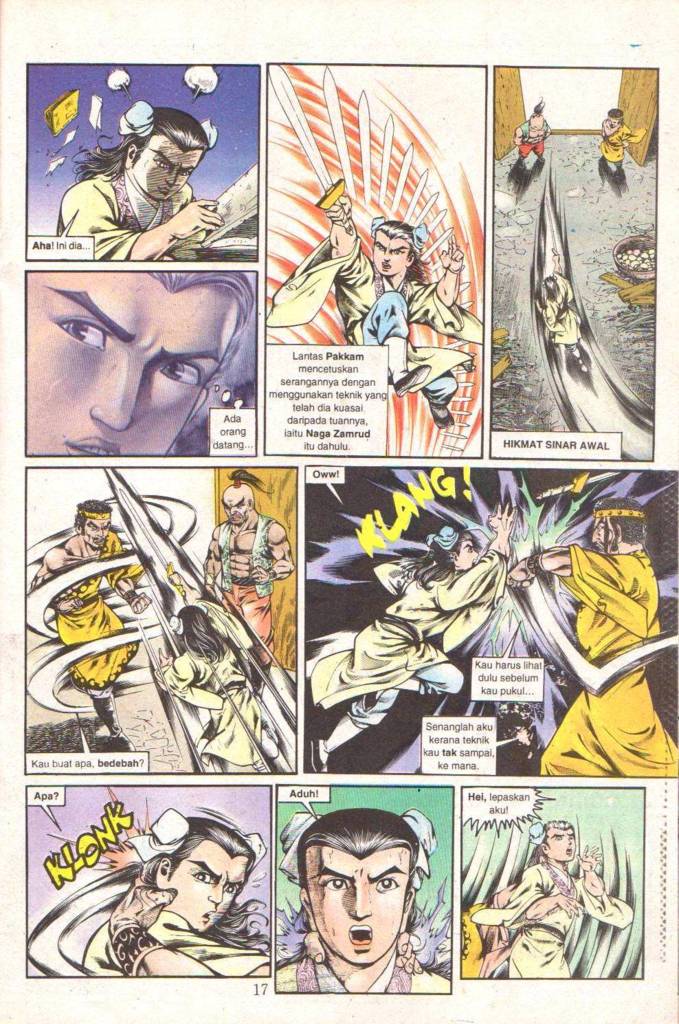 Aha! Ini dia...
Ada
orang
datang...
Lantas Pakkam
mencetuskan
serangannya dengan
menggunakan teknik yang
telah dia kuasai
daripada tuannya,
iaitu Naga Zamrud
itu dahulu.
HIKMAT SINAR AWAL
Kau buat apa, bedebah?
Oww!
KLANG!
Kau harus lihat
dulu sebelum
kau pukul...
Senanglah aku
kerana teknik
kau tak sampai,
ke mana.
Apa?
KLONK
Aduh!
Hei, lepaskan
aku!
17